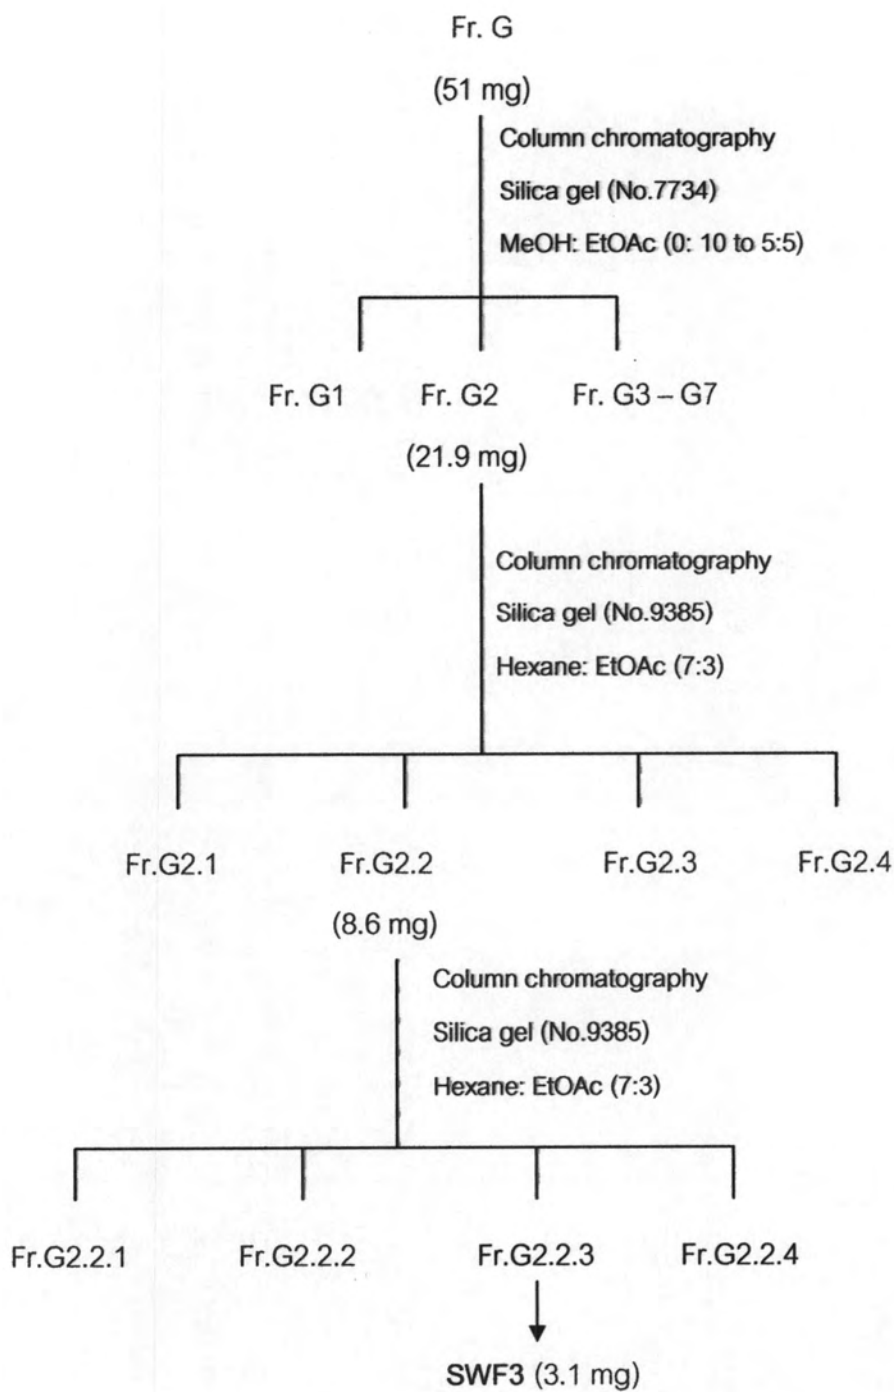 Fr. G
(51 mg)
Column chromatography
Silica gel (No.7734)
MeOH: EtOAc (0: 10 to 5:5)
Fr. G1 Fr. G2 Fr. G3 – G7
(21.9 mg)
Column chromatography
Silica gel (No.9385)
Hexane: EtOAc (7:3)
Fr.G2.1 Fr.G2.2 Fr.G2.3 Fr.G2.4
(8.6 mg)
Column chromatography
Silica gel (No.9385)
Hexane: EtOAc (7:3)
Fr.G2.2.1 Fr.G2.2.2 Fr.G2.2.3 Fr.G2.2.4
SWF3 (3.1 mg)